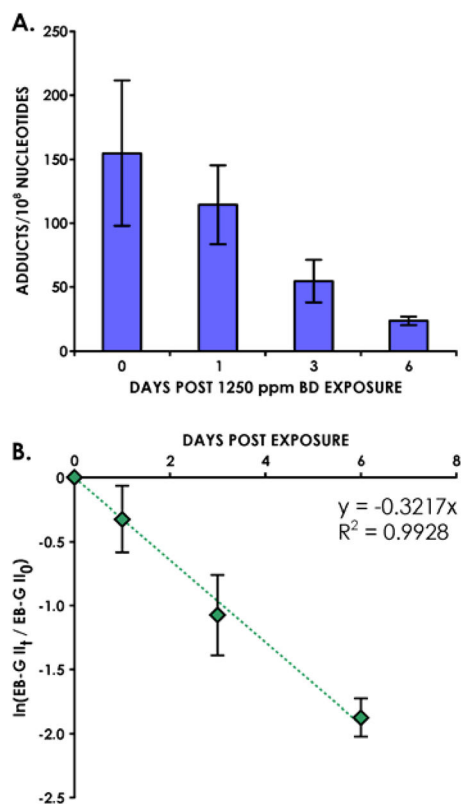 A.
250
200
150
100
50
0
ADDUCTS/10⁸ NUCLEOTIDES
0 1 3 6
DAYS POST 1250 ppm BD EXPOSURE
DAYS POST EXPOSURE
B.
0 2 4 6 8
0
-0.5
-1.0
-1.5
-2.0
-2.5
ln(EB-G II_t / EB-G II_0)
y = -0.3217x
R² = 0.9928